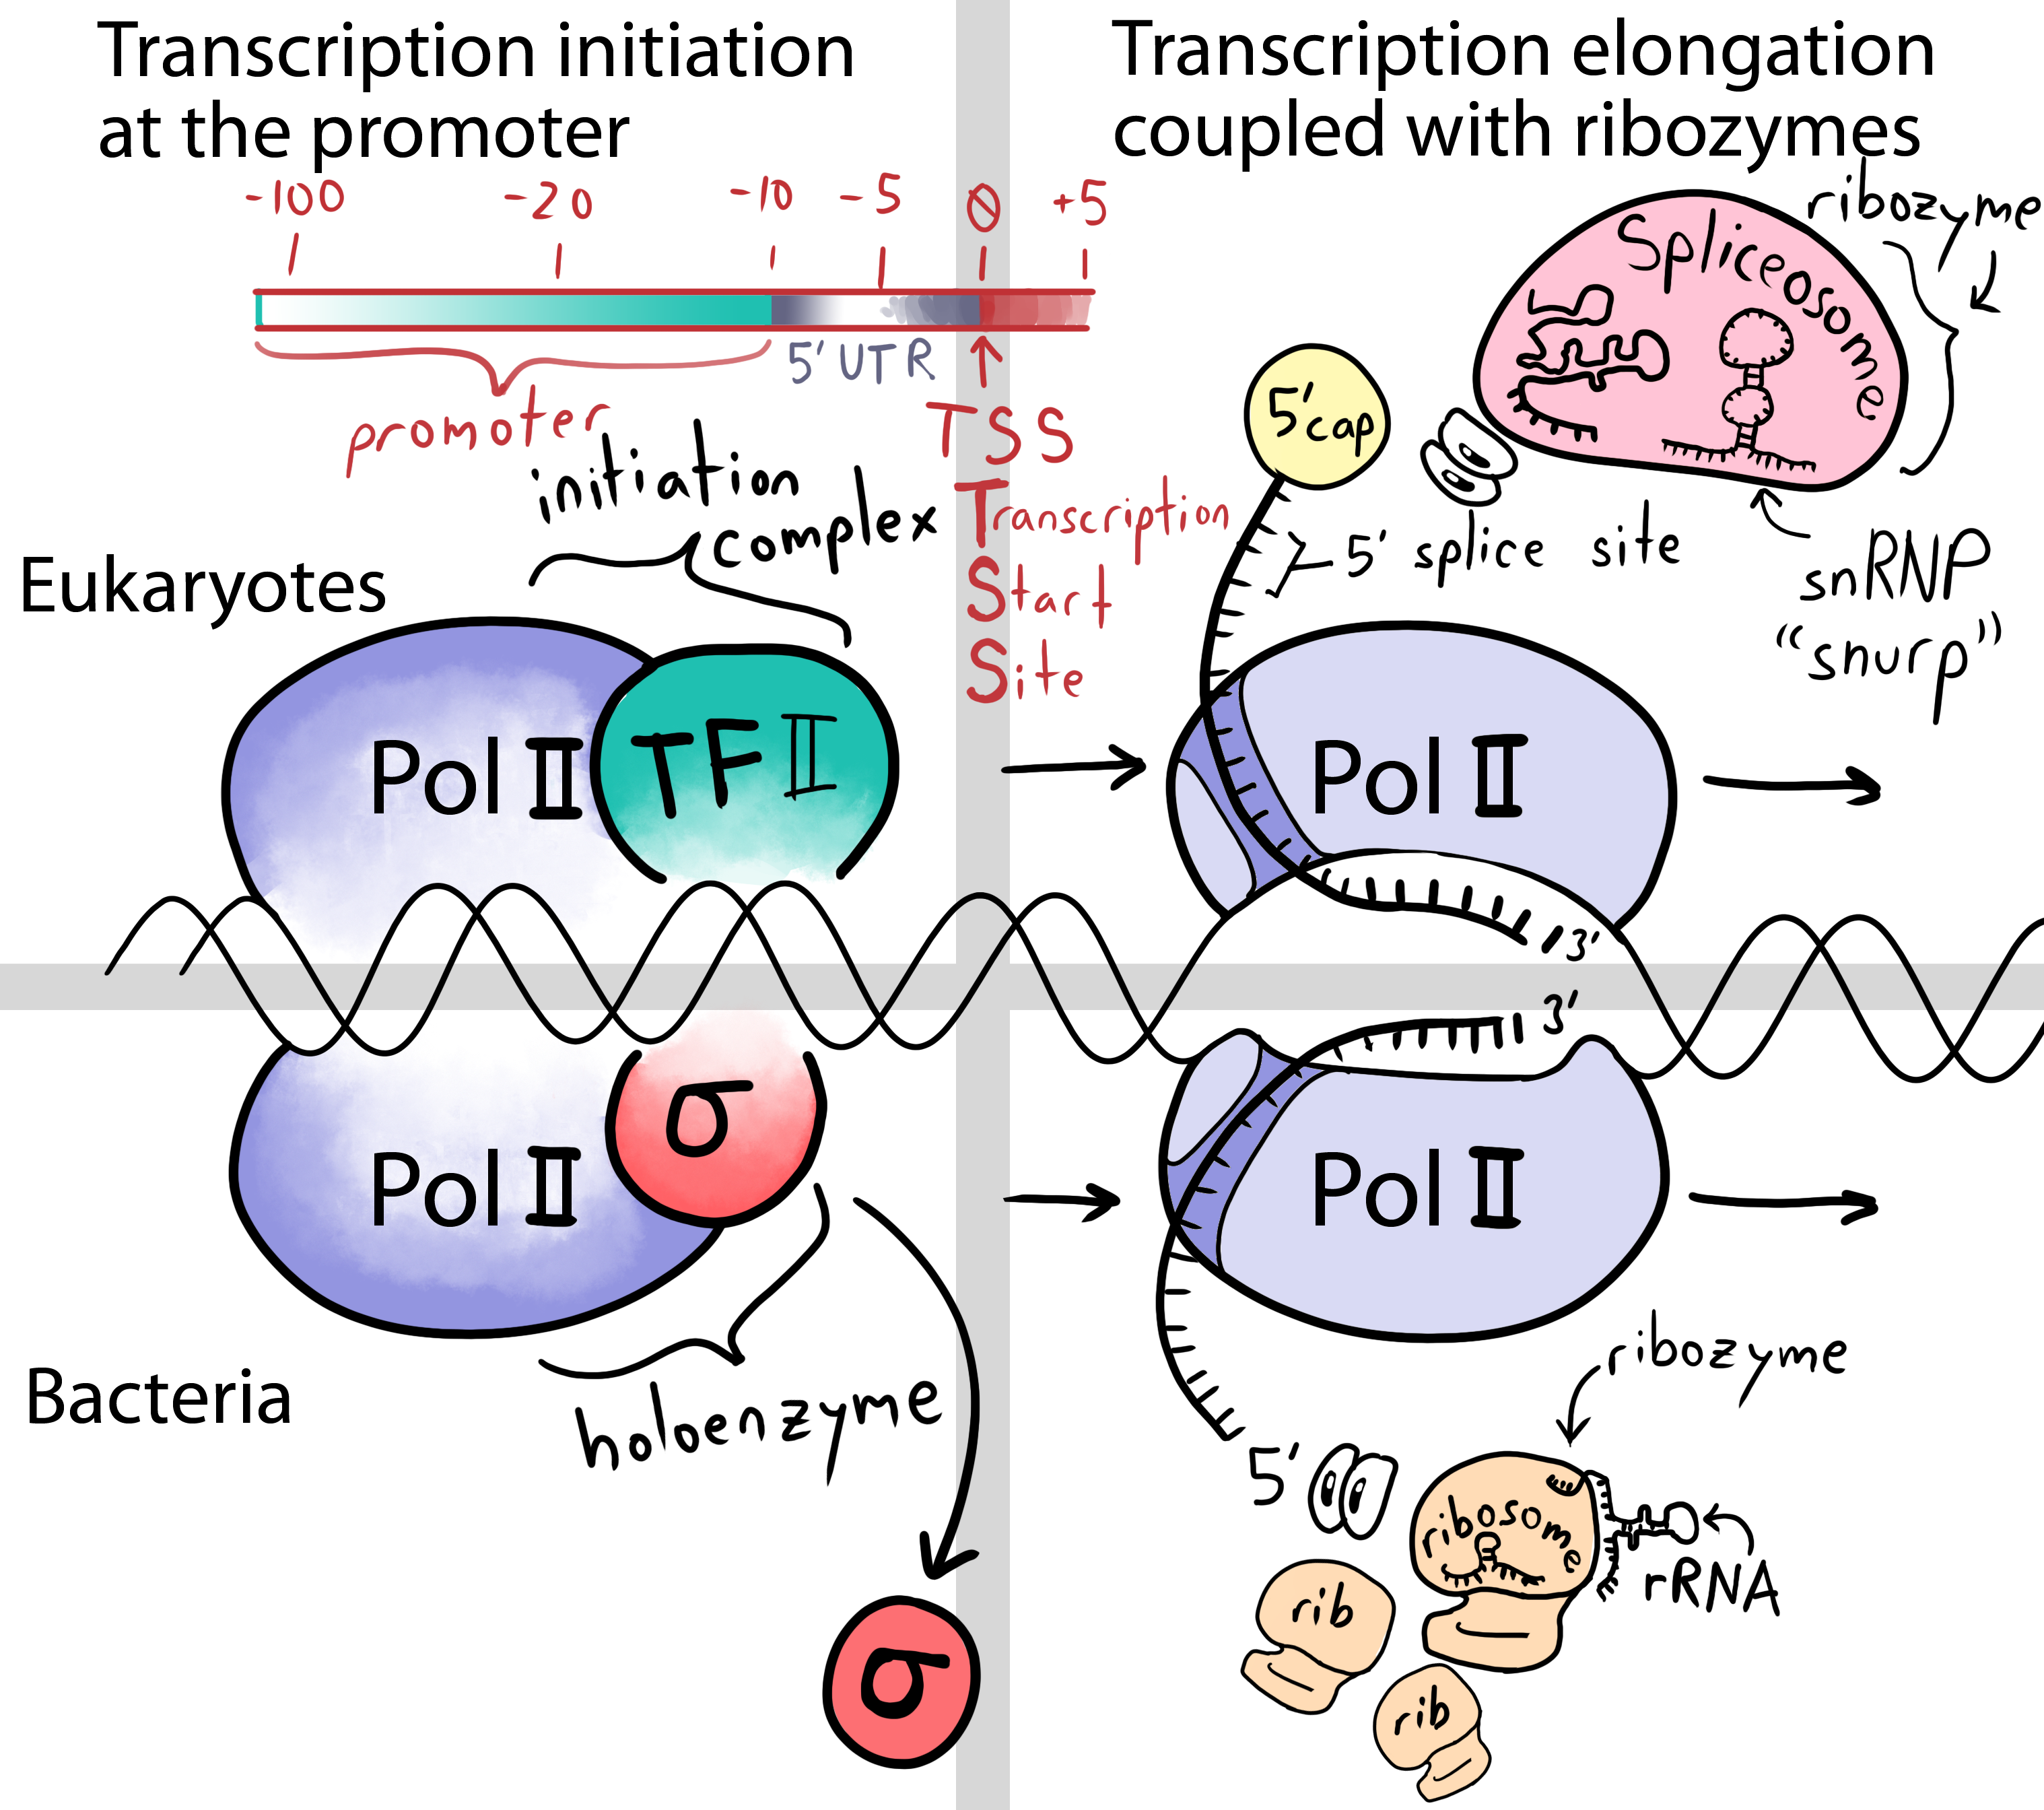 Transcription initiation
at the promoter
-100
-20
-10
-5
0
+5
promoter
5' UTR
TSS
Transcription
Start
Site
initiation
complex
Eukaryotes
Pol II
TF II
Transcription elongation
coupled with ribozymes
ribozyme
Spliceosome
5' cap
5' splice site
snRNP
“snurp”
Pol II
3'
Bacteria
Pol II
σ
holoenzyme
σ
3'
Pol II
5'
ribozyme
ribosome
rRNA
rib
rib